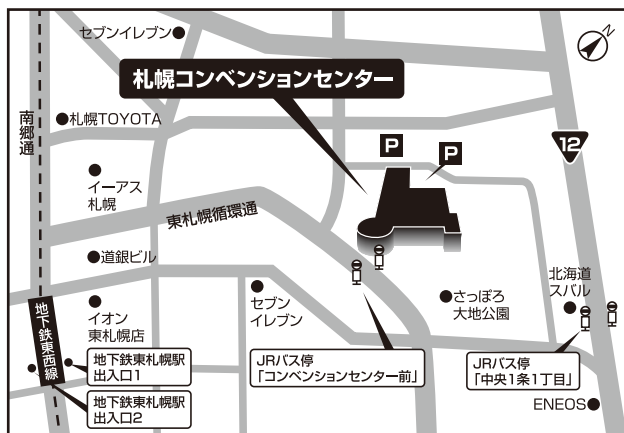 セブンイレブン
N
札幌コンベンションセンター
南郷通
札幌TOYOTA
P
P
12
イーアス
札幌
東札幌循環通
道銀ビル
北海道
スバル
セブン
イレブン
さっぽろ
大地公園
イオン
東札幌店
地下鉄東西線
地下鉄東札幌駅
出入口1
JRバス停
「コンベンションセンター前」
JRバス停
「中央1条1丁目」
地下鉄東札幌駅
出入口2
ENEOS